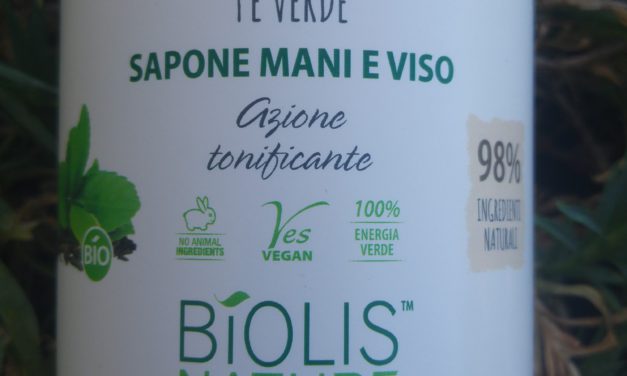 TÈ VERDE
SAPONE MANI E VISO
Azione
tonificante
98%
INGREDIENTI
NATURALI
BIO
NO ANIMAL
INGREDIENTS
Yes
VEGAN
100%
ENERGIA
VERDE
BIOLIS™
NATURE